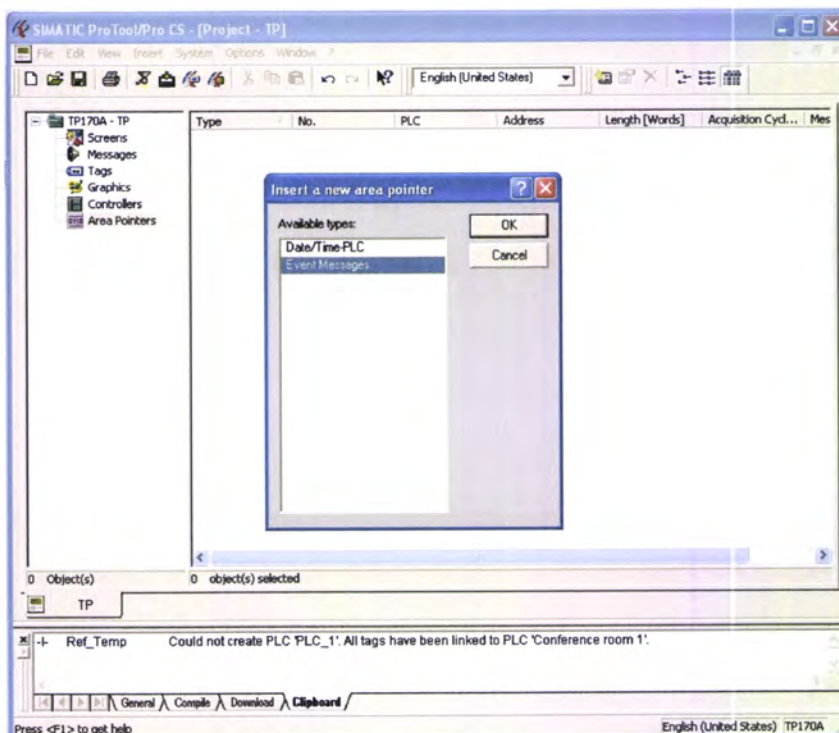 SIMATIC ProTool/Pro CS - [Project - TP]
File Edit View Insert System Options Window ?
English (United States)
TP170A - TP
Screens
Messages
Tags
Graphics
Controllers
Area Pointers
Type / No. PLC Address Length [Words] Acquisition Cycl... Mes
Insert a new area pointer
Available types:
Date/Time-PLC
Event Messages
OK
Cancel
0 Object(s)
0 object(s) selected
TP
Ref_Temp Could not create PLC 'PLC_1'. All tags have been linked to PLC 'Conference room 1'.
General Compile Download Clipboard
Press <F1> to get help
English (United States) TP170A